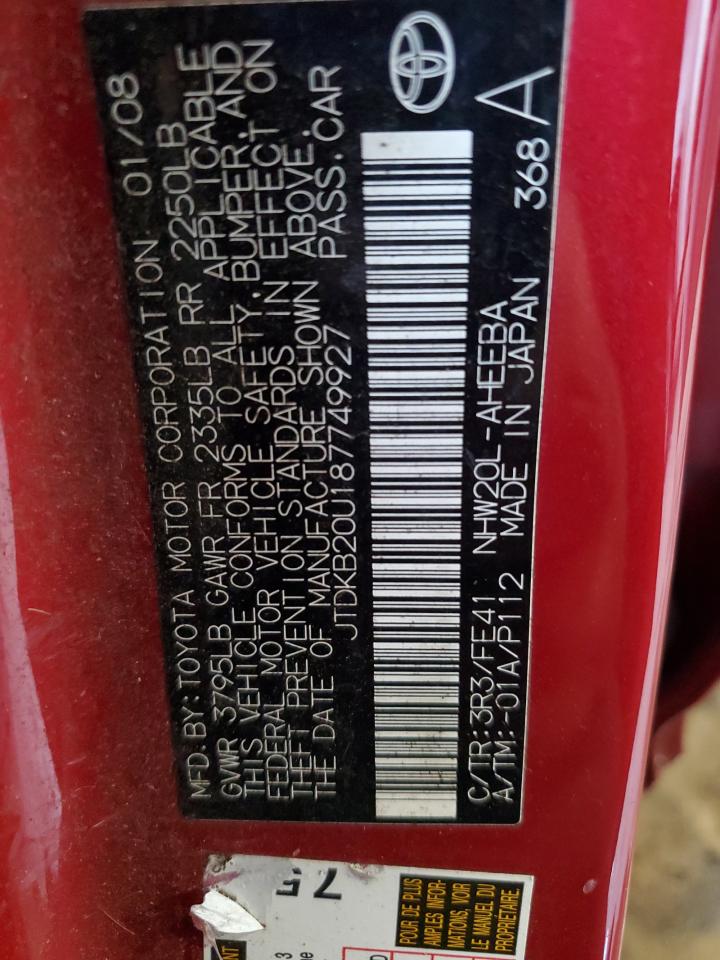 MFD. BY: TOYOTA MOTOR CORPORATION 01/08
GVWR 3795LB GAWR FR 2335LB RR 2250LB
THIS VEHICLE CONFORMS TO ALL APPLICABLE
FEDERAL MOTOR VEHICLE SAFETY, BUMPER, AND
THEFT PREVENTION STANDARDS IN EFFECT ON
THE DATE OF MANUFACTURE SHOWN ABOVE.
JTDKB20U187749927 PASS. CAR
C/TR:3R3/FE41 NHW20L-AHEEBA 368 A
A/TM:-01A/P112 MADE IN JAPAN
POUR DE PLUS
AMPLES INFOR-
MATIONS, VOIR
LE MANUEL DU
PROPRIÉTAIRE.